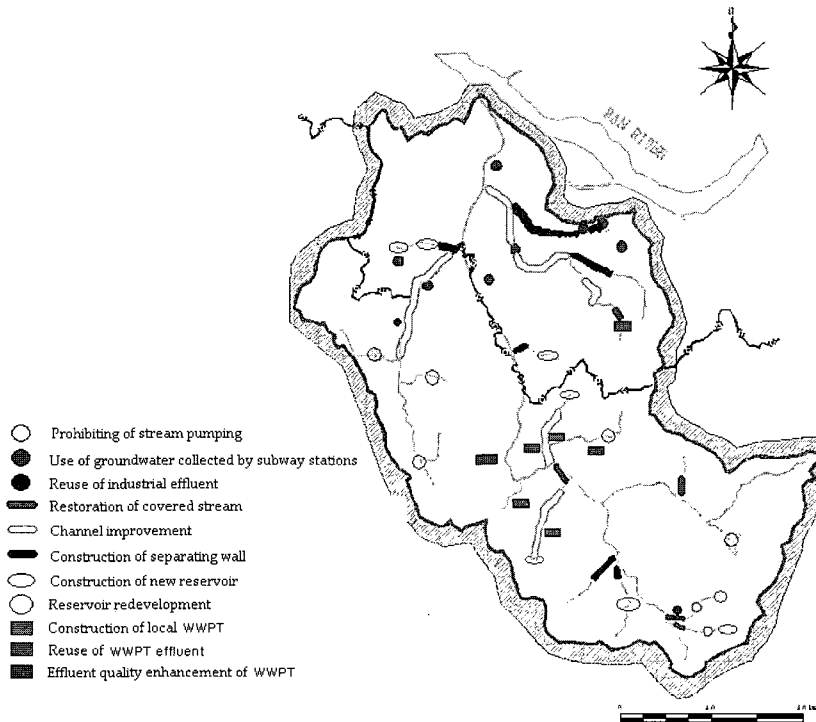 HAN RIVER
Prohibiting of stream pumping
Use of groundwater collected by subway stations
Reuse of industrial effluent
Restoration of covered stream
Channel improvement
Construction of separating wall
Construction of new reservoir
Reservoir redevelopment
Construction of local WWPT
Reuse of WWPT effluent
Effluent quality enhancement of WWPT